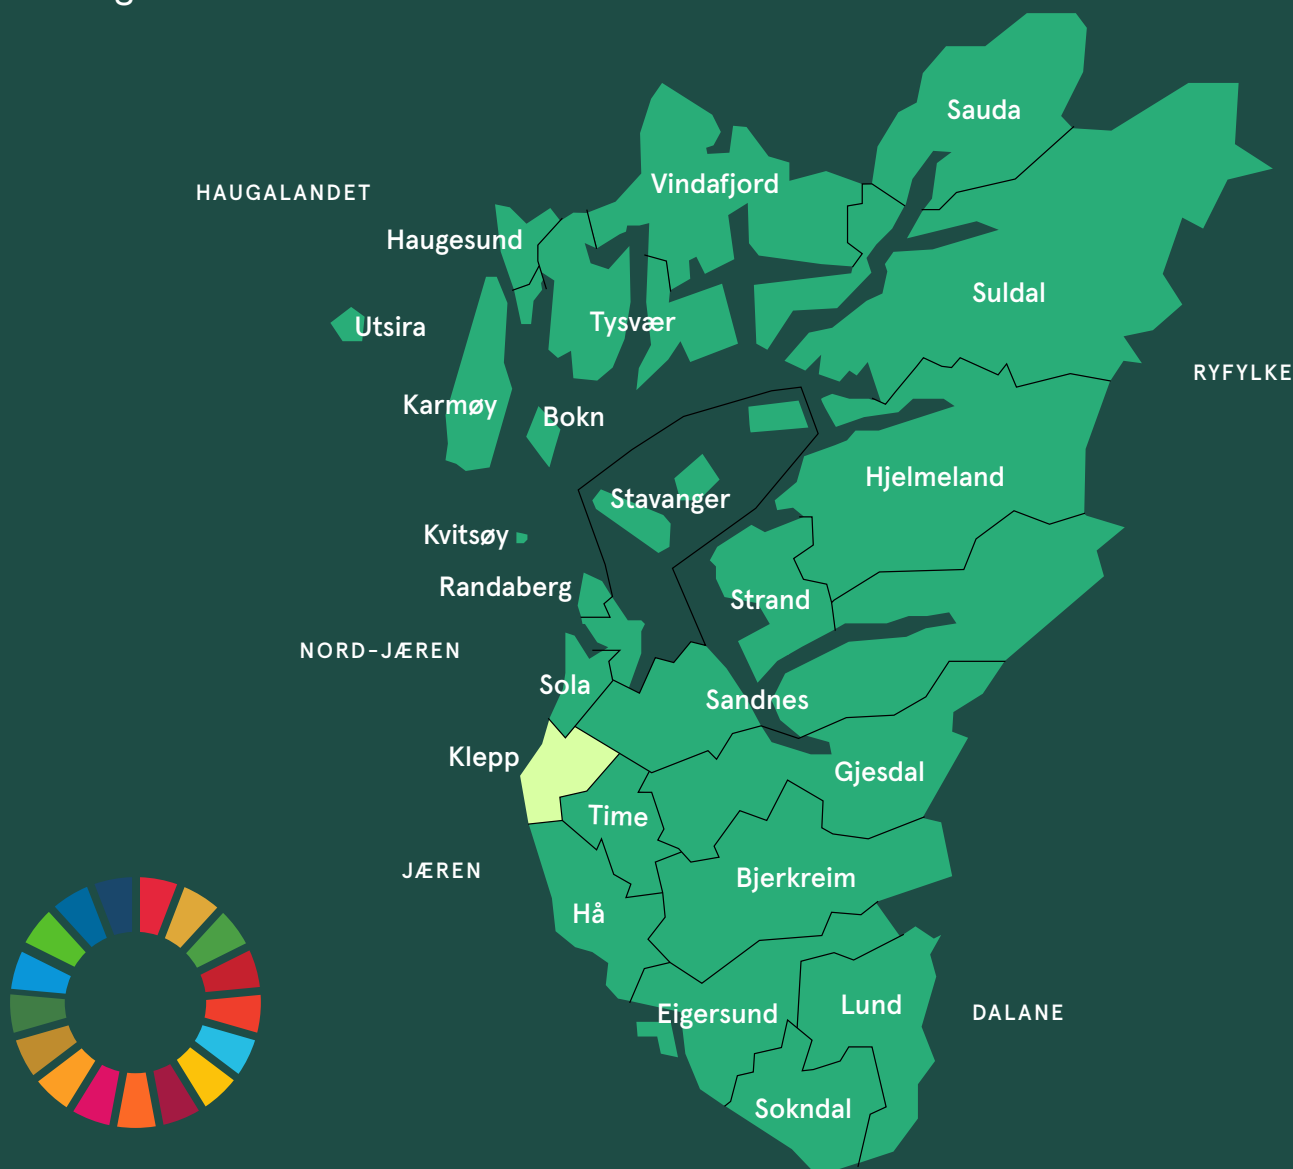 Sauda
Vindafjord
HAUGALANDET
Haugesund
Suldal
Utsira
Tysvær
RYFYLKE
Karmøy
Bokn
Hjelmeland
Stavanger
Kvitsøy
Randaberg
Strand
NORD-JÆREN
Sola
Sandnes
Klepp
Gjesdal
Time
JÆREN
Bjerkreim
Hå
Lund
DALANE
Eigersund
Sokndal